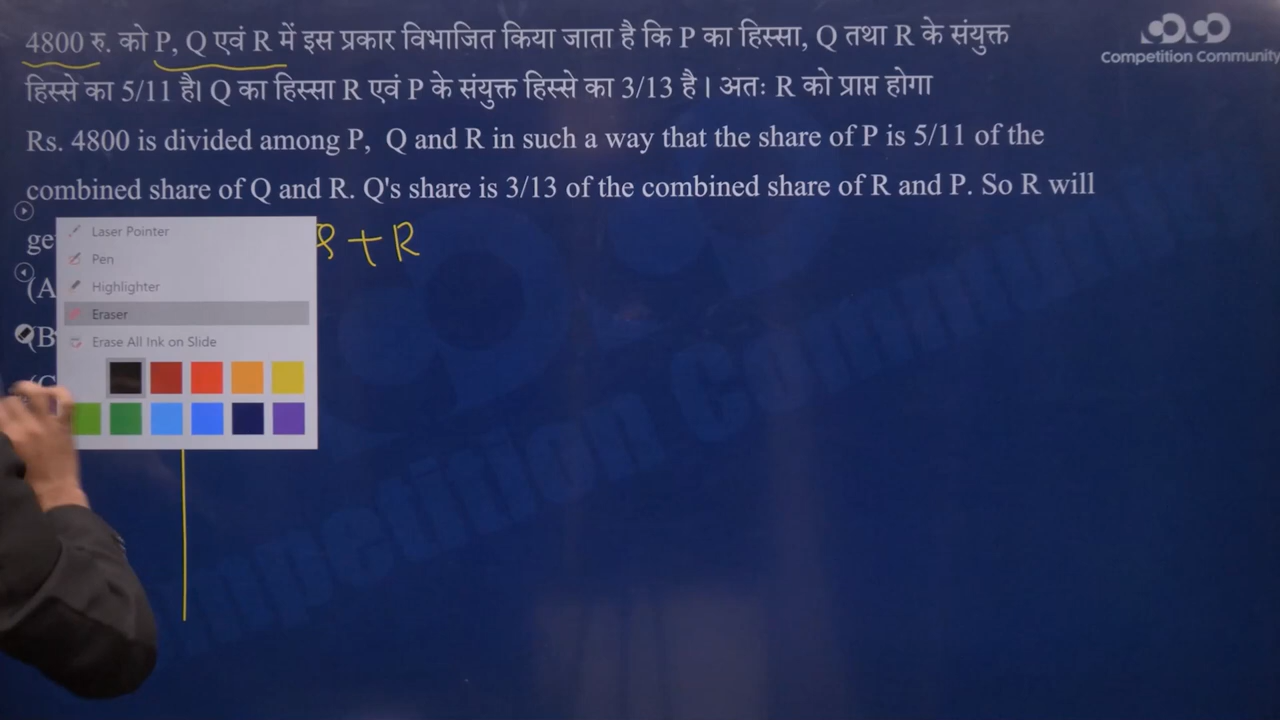 4800 रु. को P, Q एवं R में इस प्रकार विभाजित किया जाता है कि P का हिस्सा, Q तथा R के संयुक्त
हिस्से का 5/11 है। Q का हिस्सा R एवं P के संयुक्त हिस्से का 3/13 है । अतः R को प्राप्त होगा
Competition Community
Rs. 4800 is divided among P, Q and R in such a way that the share of P is 5/11 of the
combined share of Q and R. Q's share is 3/13 of the combined share of R and P. So R will
+ R
(A
(B
Laser Pointer
Pen
Highlighter
Eraser
Erase All Ink on Slide